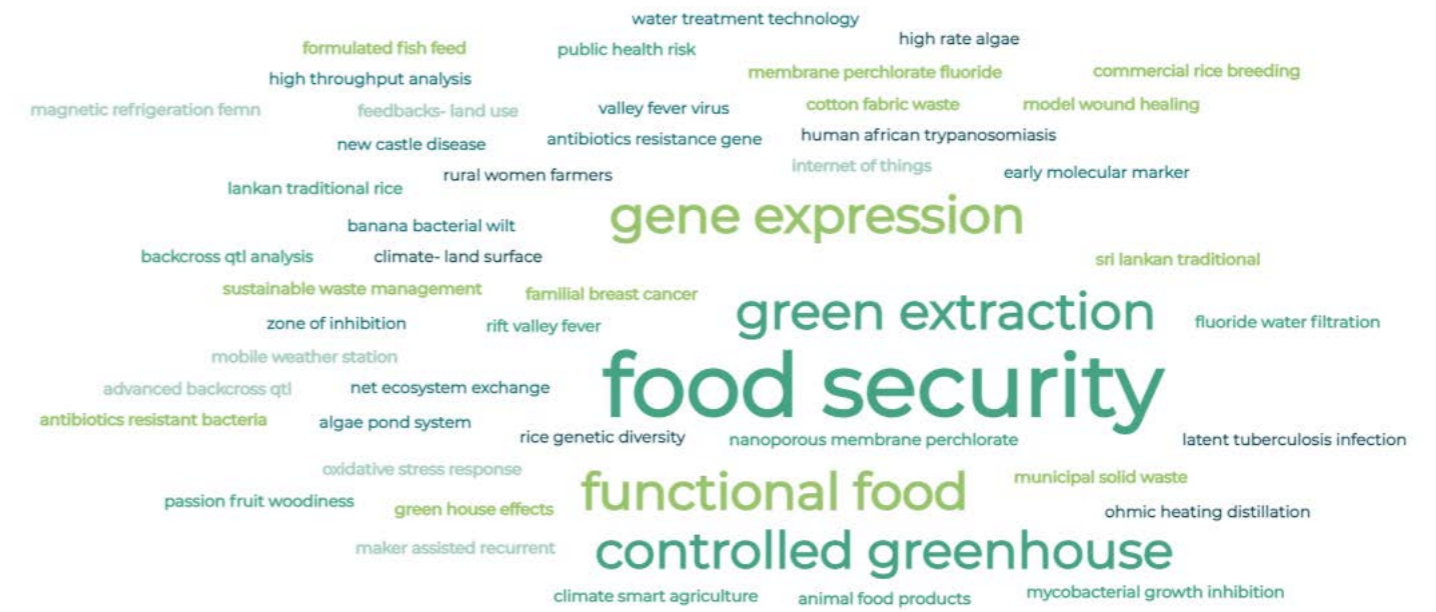 water treatment technology
formulated fish feed
public health risk
high rate algae
high throughput analysis
membrane perchlorate fluoride
commercial rice breeding
magnetic refrigeration femn
feedbacks- land use
valley fever virus
cotton fabric waste
model wound healing
new castle disease
antibiotics resistance gene
human african trypanosomiasis
rural women farmers
internet of things
early molecular marker
lankan traditional rice
gene expression
banana bacterial wilt
backcross qtl analysis
climate- land surface
sri lankan traditional
sustainable waste management
familial breast cancer
green extraction
zone of inhibition
rift valley fever
fluoride water filtration
mobile weather station
food security
advanced backcross qtl
net ecosystem exchange
antibiotics resistant bacteria
algae pond system
rice genetic diversity
nanoporous membrane perchlorate
latent tuberculosis infection
oxidative stress response
functional food
municipal solid waste
passion fruit woodiness
green house effects
ohmic heating distillation
maker assisted recurrent
controlled greenhouse
climate smart agriculture
animal food products
mycobacterial growth inhibition